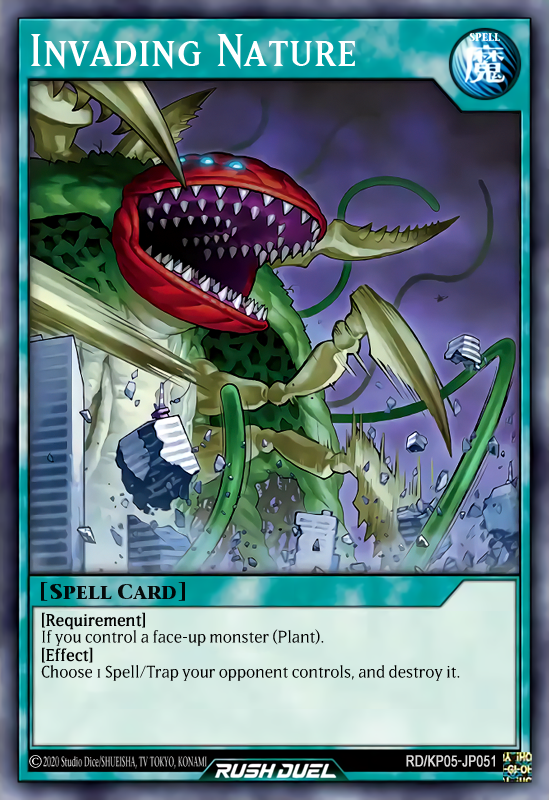 Invading Nature
SPELL
魔
[Spell Card]
[Requirement]
If you control a face-up monster (Plant).
[Effect]
Choose 1 Spell/Trap your opponent controls, and destroy it.
©2020 Studio Dice/SHUEISHA, TV TOKYO, KONAMI
RUSH DUEL
RD/KP05-JP051